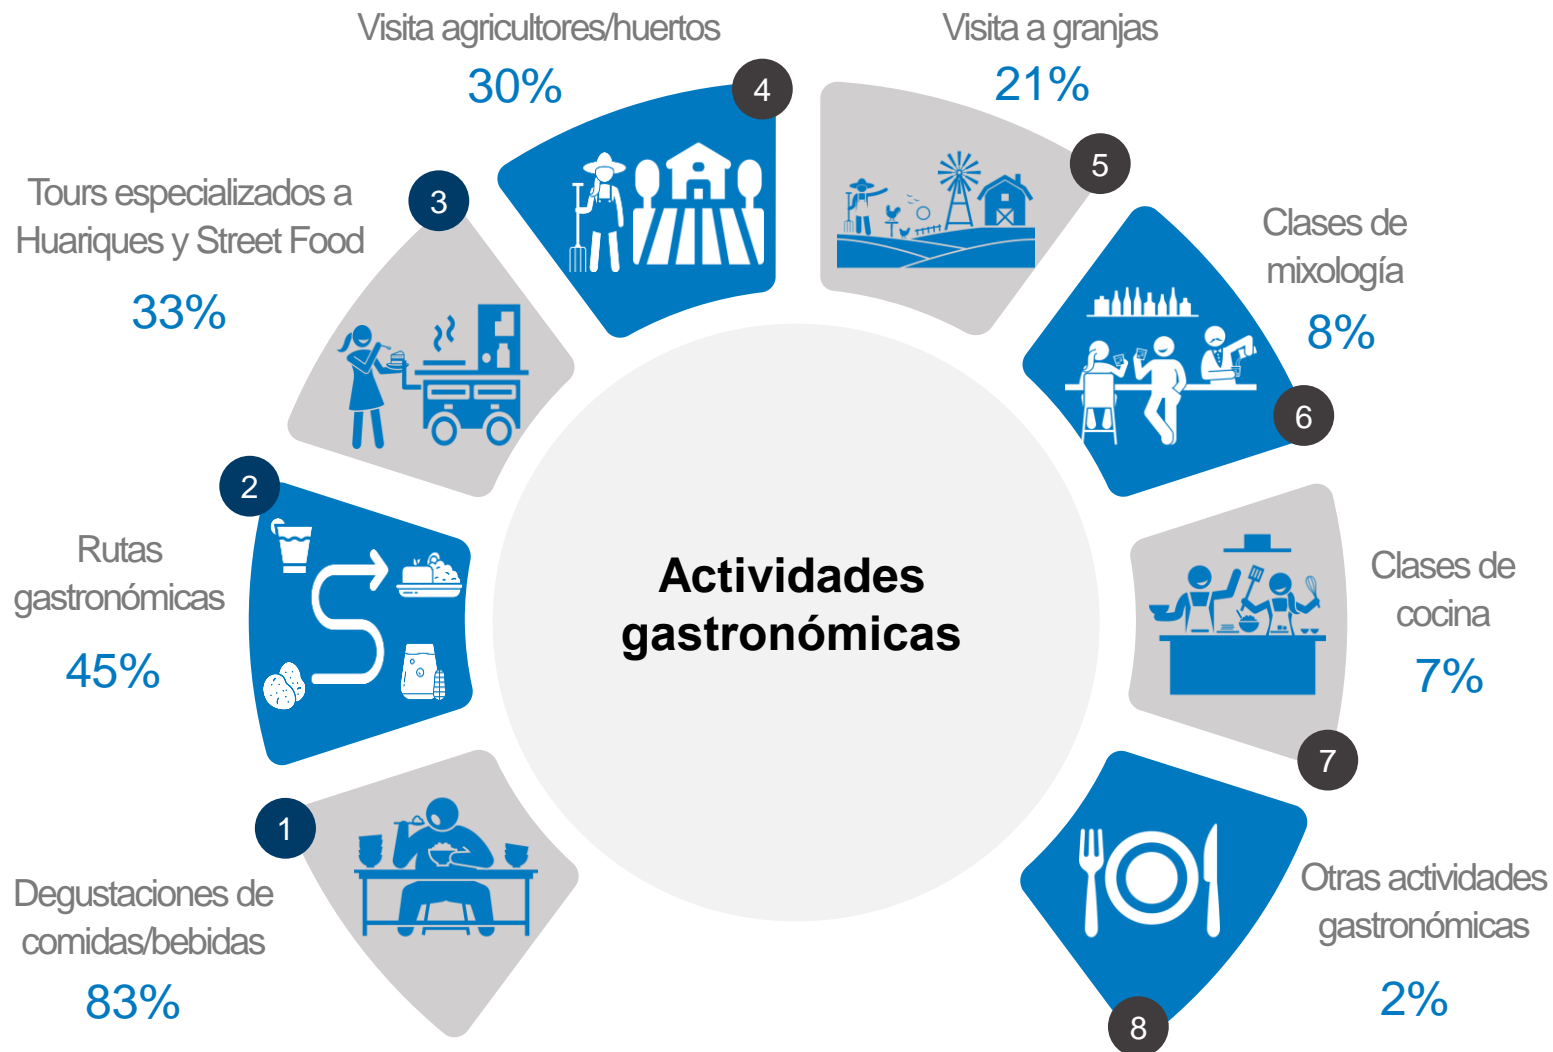 Visita agricultores/huertos
30%
4
Visita a granjas
21%
5
Tours especializados a
Huariques y Street Food
33%
3
Clases de
mixología
8%
6
2
Rutas
gastronómicas
45%
Actividades
gastronómicas
Clases de
cocina
7%
7
1
Degustaciones de
comidas/bebidas
83%
Otras actividades
gastronómicas
2%
8